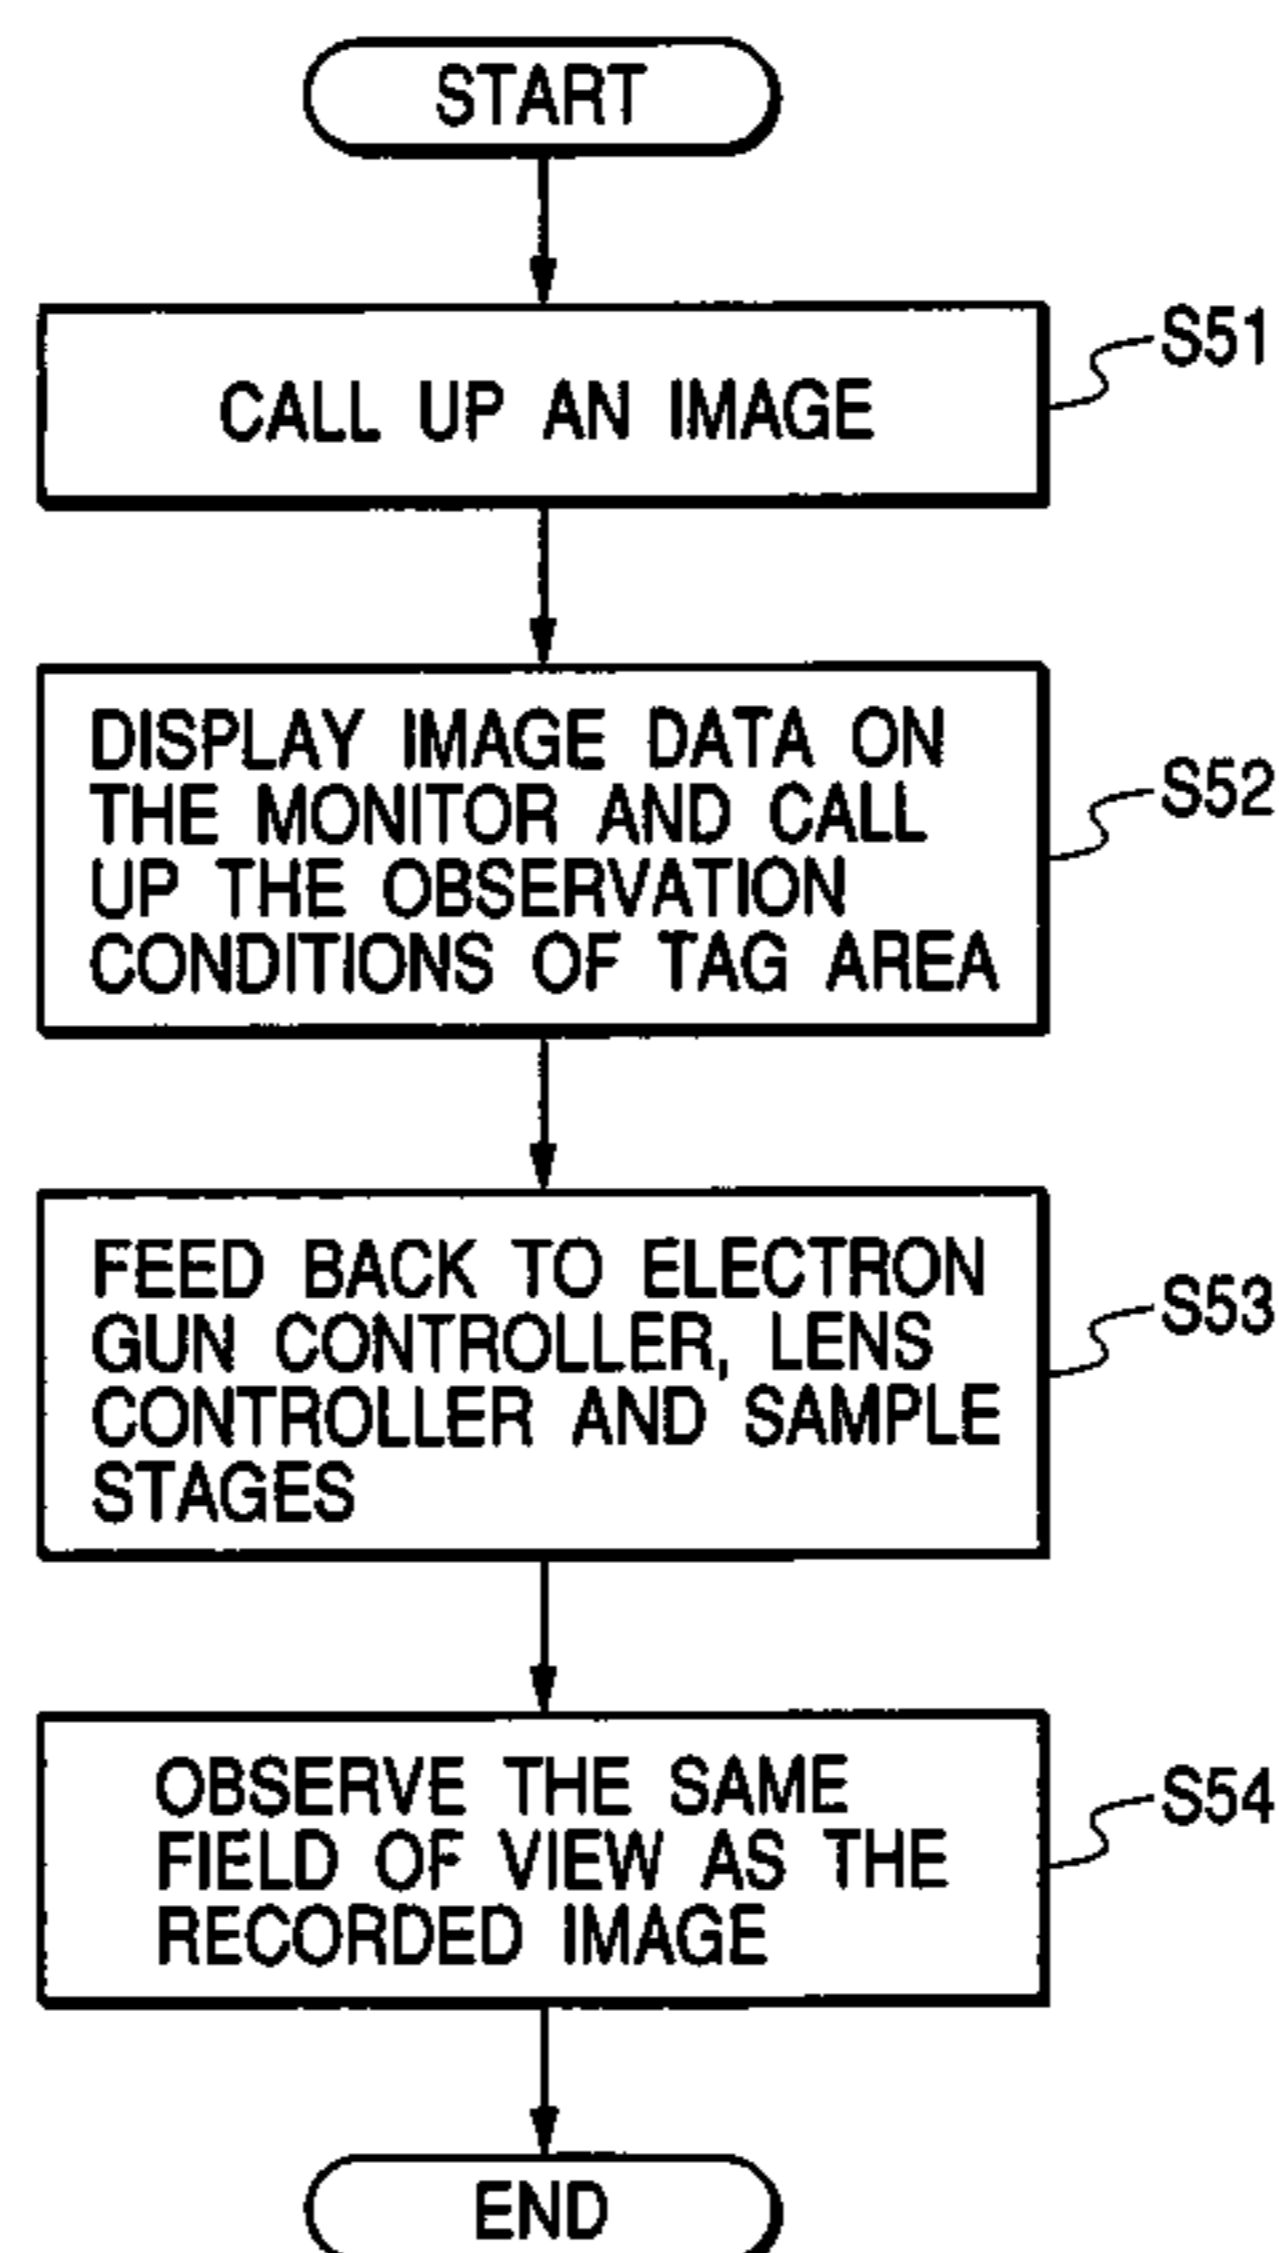 START
CALL UP AN IMAGE
S51
DISPLAY IMAGE DATA ON
THE MONITOR AND CALL
UP THE OBSERVATION
CONDITIONS OF TAG AREA
S52
FEED BACK TO ELECTRON
GUN CONTROLLER, LENS
CONTROLLER AND SAMPLE
STAGES
S53
OBSERVE THE SAME
FIELD OF VIEW AS THE
RECORDED IMAGE
S54
END